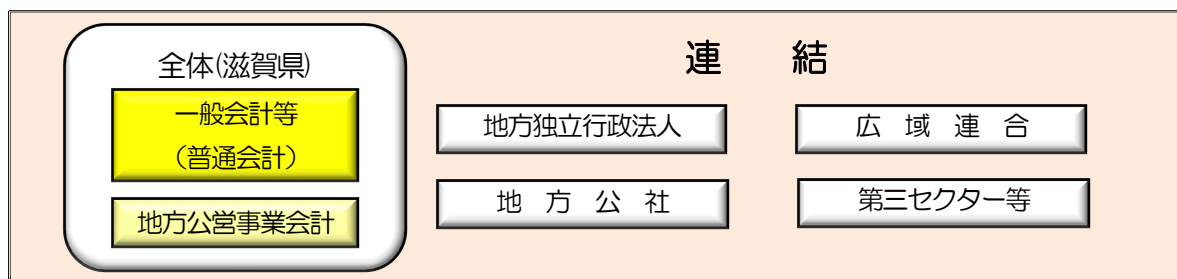 全体(滋賀県)
一般会計等
（普通会計）
地方公営事業会計
連　結
地方独立行政法人
広　域　連　合
地　方　公　社
第三セクター等